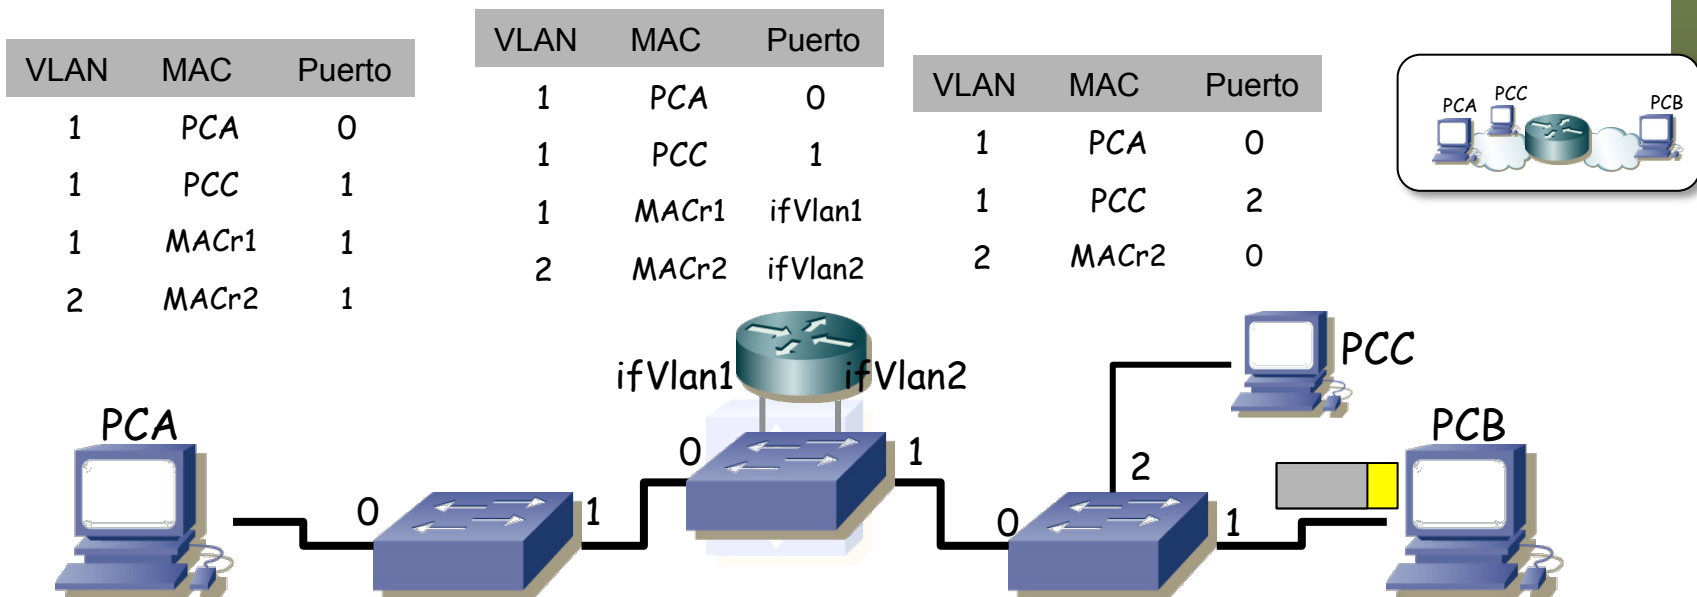 VLAN MAC Puerto
1 PCA 0
1 PCC 1
1 MACr1 1
2 MACr2 1
VLAN MAC Puerto
1 PCA 0
1 PCC 1
1 MACr1 ifVlan1
2 MACr2 ifVlan2
VLAN MAC Puerto
1 PCA 0
1 PCC 2
2 MACr2 0
PCA PCC PCB
ifVlan1 ifVlan2
PCC
PCA
PCB
0 1
0 1
0 2 1